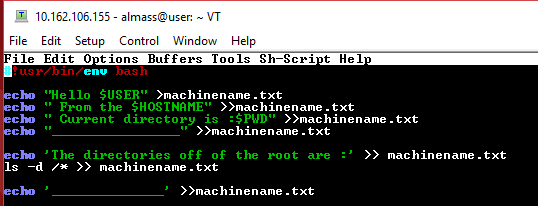 10.162.106.155 - almass@user: ~ VT
File Edit Setup Control Window Help
File Edit Options Buffers Tools Sh-Script Help
#!usr/bin/env bash
echo "Hello $USER" >machinename.txt
echo " From the $HOSTNAME" >>machinename.txt
echo " Current directory is :$PWD" >>machinename.txt
echo "__________________" >>machinename.txt
echo 'The directories off of the root are :' >> machinename.txt
ls -d /* >> machinename.txt
echo '________________' >>machinename.txt